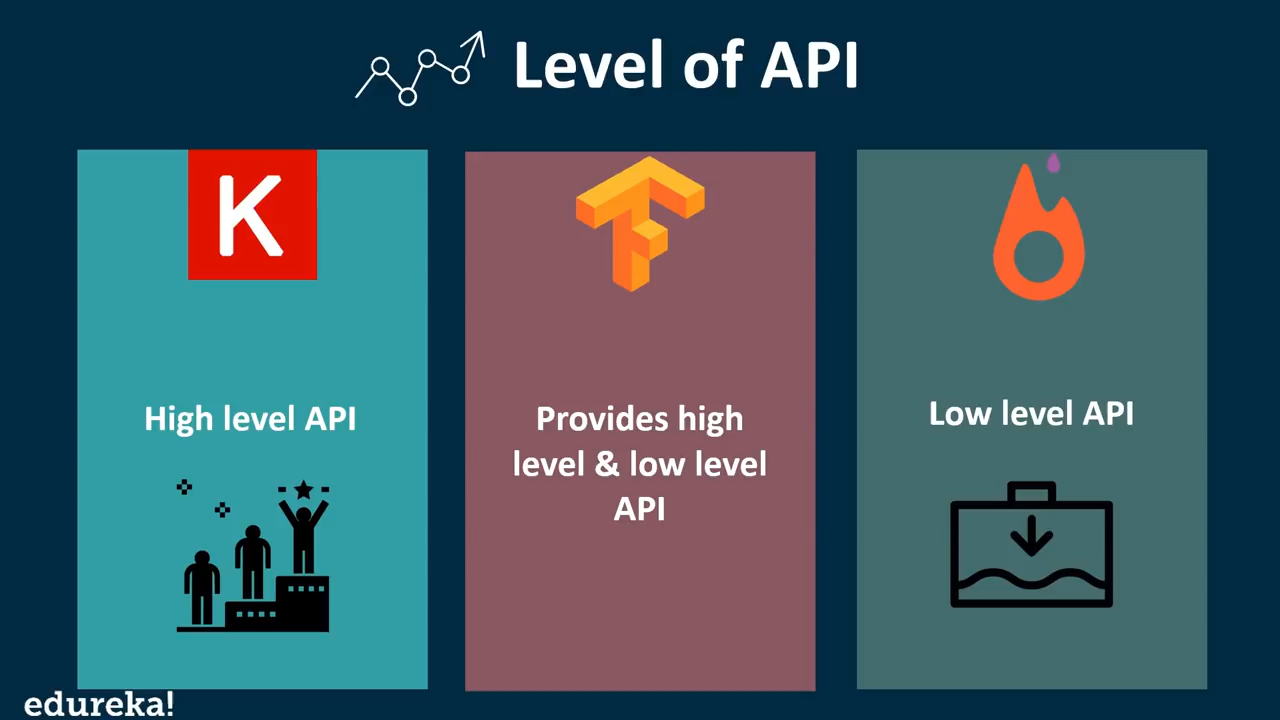 Level of API
K
High level API
Provides high
level & low level
API
Low level API
edureka!